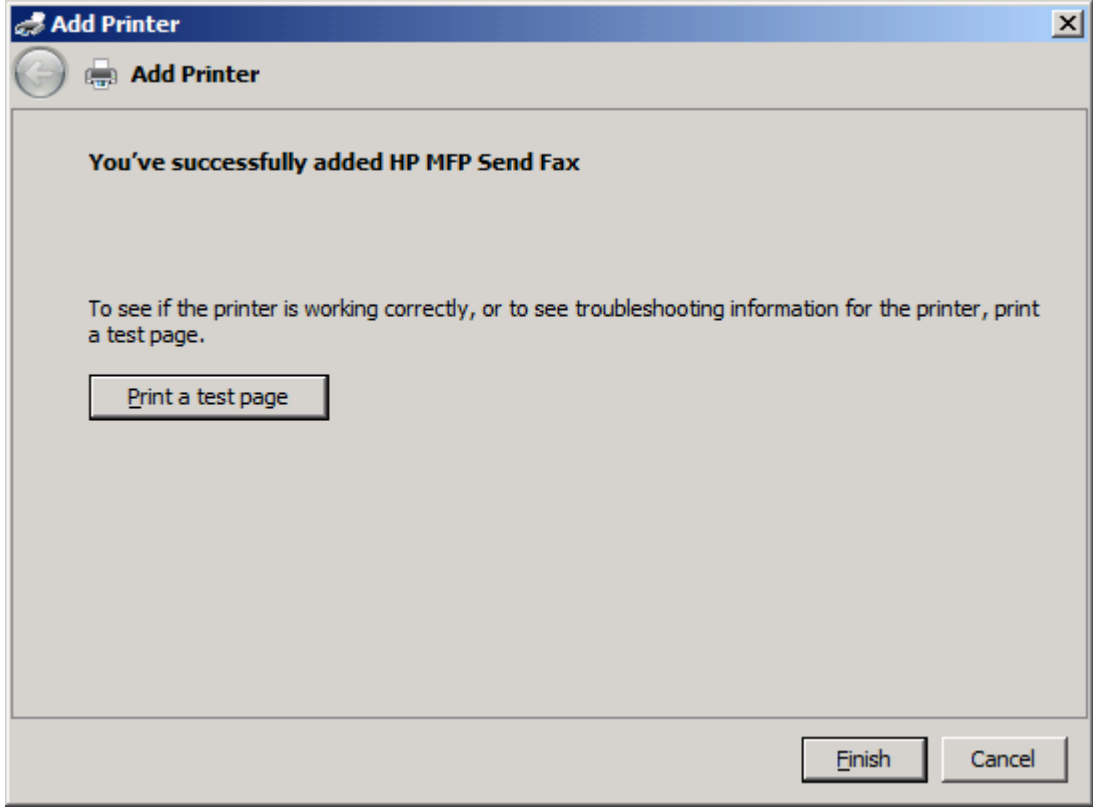 Add Printer
Add Printer
You've successfully added HP MFP Send Fax
To see if the printer is working correctly, or to see troubleshooting information for the printer, print
a test page.
Print a test page
Finish
Cancel